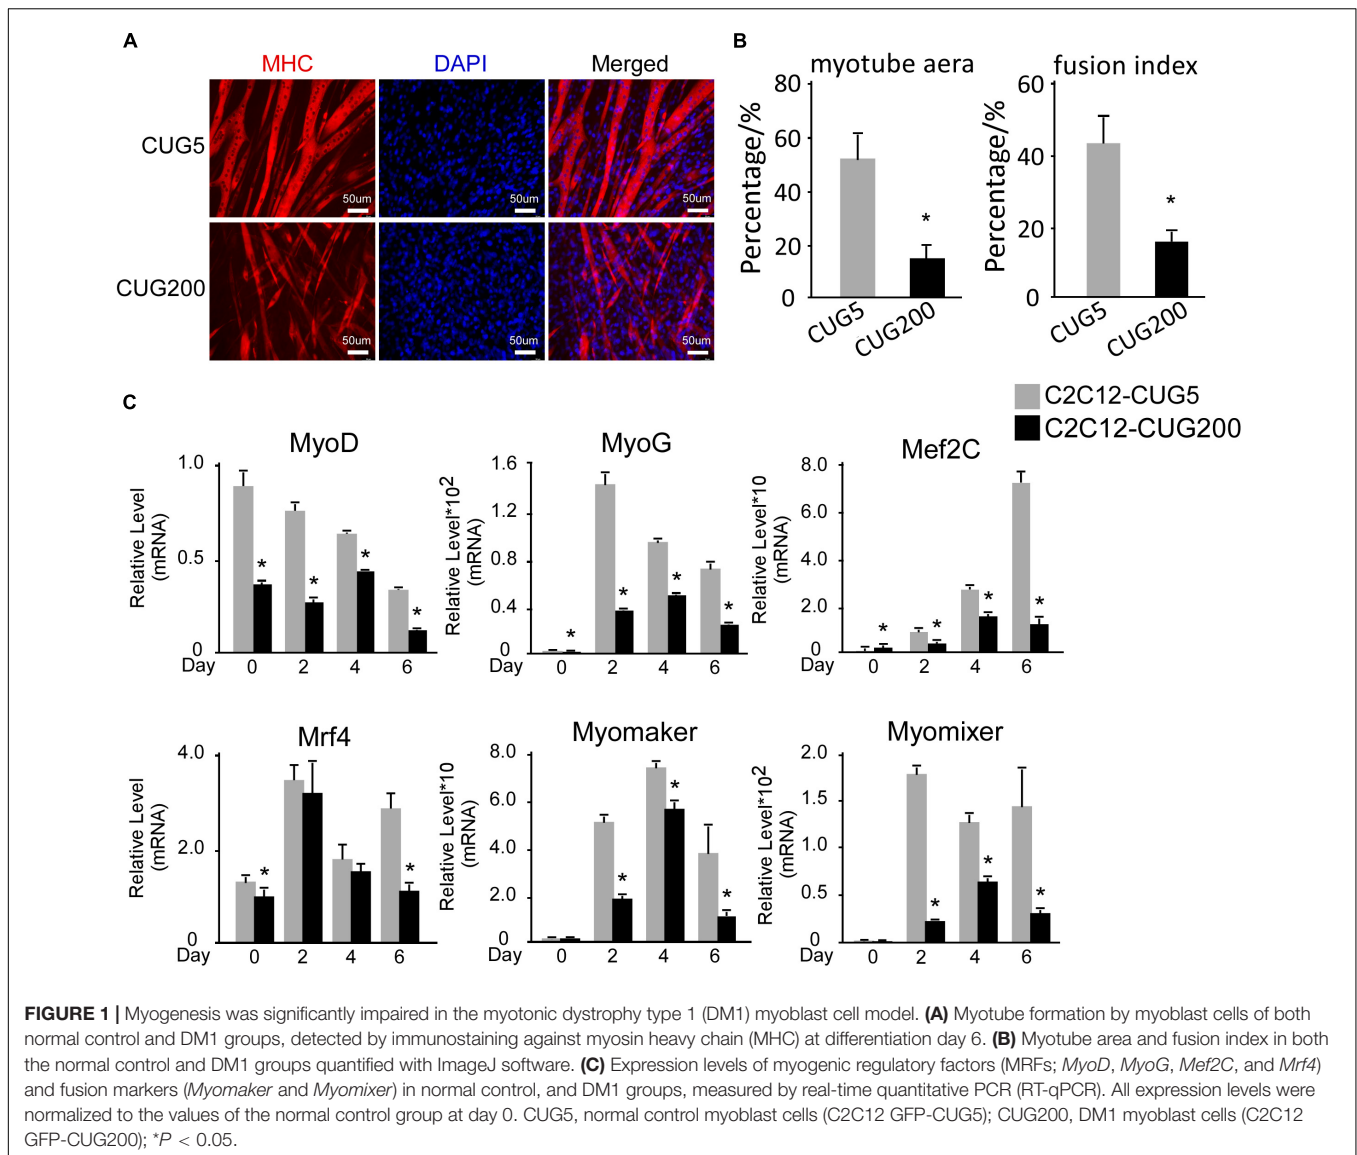 A
MHC DAPI Merged
CUG5
50um 50um 50um
CUG200
50um 50um 50um
B
myotube aera
Percentage/%
80
60
40
20
0
CUG5 CUG200
*
fusion index
Percentage/%
60
40
20
0
CUG5 CUG200
*
C
C2C12-CUG5
C2C12-CUG200
MyoD
Relative Level
(mRNA)
1.0
0.5
0
* * * *
Day 0 2 4 6
MyoG
Relative Level*10²
(mRNA)
1.6
1.2
0.8
0.4
0
* * * *
Day 0 2 4 6
Mef2C
Relative Level*10
(mRNA)
8.0
6.0
4.0
2.0
0
* * * *
Day 0 2 4 6
Mrf4
Relative Level
(mRNA)
4.0
2.0
0
* *
Day 0 2 4 6
Myomaker
Relative Level*10
(mRNA)
8.0
6.0
4.0
2.0
0
* * *
Day 0 2 4 6
Myomixer
Relative Level*10²
(mRNA)
2.0
1.5
1.0
0.5
0
* * *
Day 0 2 4 6
FIGURE 1 | Myogenesis was significantly impaired in the myotonic dystrophy type 1 (DM1) myoblast cell model. (A) Myotube formation by myoblast cells of both
normal control and DM1 groups, detected by immunostaining against myosin heavy chain (MHC) at differentiation day 6. (B) Myotube area and fusion index in both
the normal control and DM1 groups quantified with ImageJ software. (C) Expression levels of myogenic regulatory factors (MRFs; MyoD, MyoG, Mef2C, and Mrf4)
and fusion markers (Myomaker and Myomixer) in normal control, and DM1 groups, measured by real-time quantitative PCR (RT-qPCR). All expression levels were
normalized to the values of the normal control group at day 0. CUG5, normal control myoblast cells (C2C12 GFP-CUG5); CUG200, DM1 myoblast cells (C2C12
GFP-CUG200); *P < 0.05.